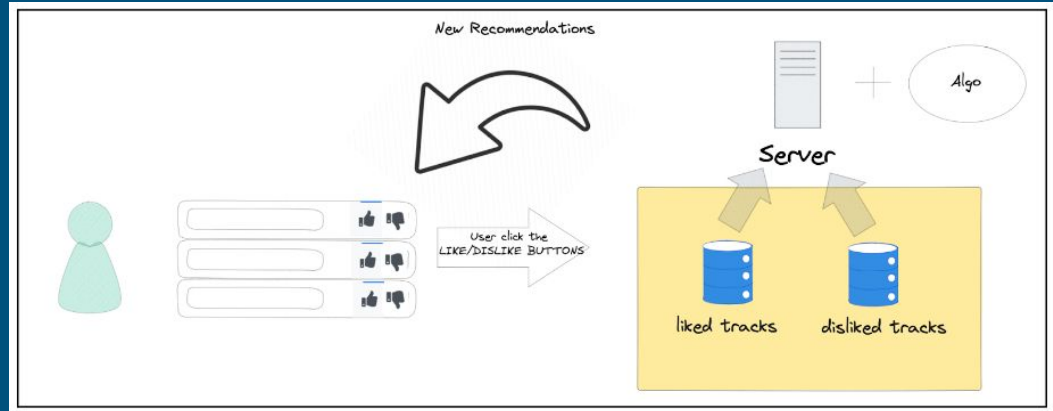 New Recommendations
Algo
Server
User click the
LIKE/DISLIKE BUTTONS
liked tracks
disliked tracks